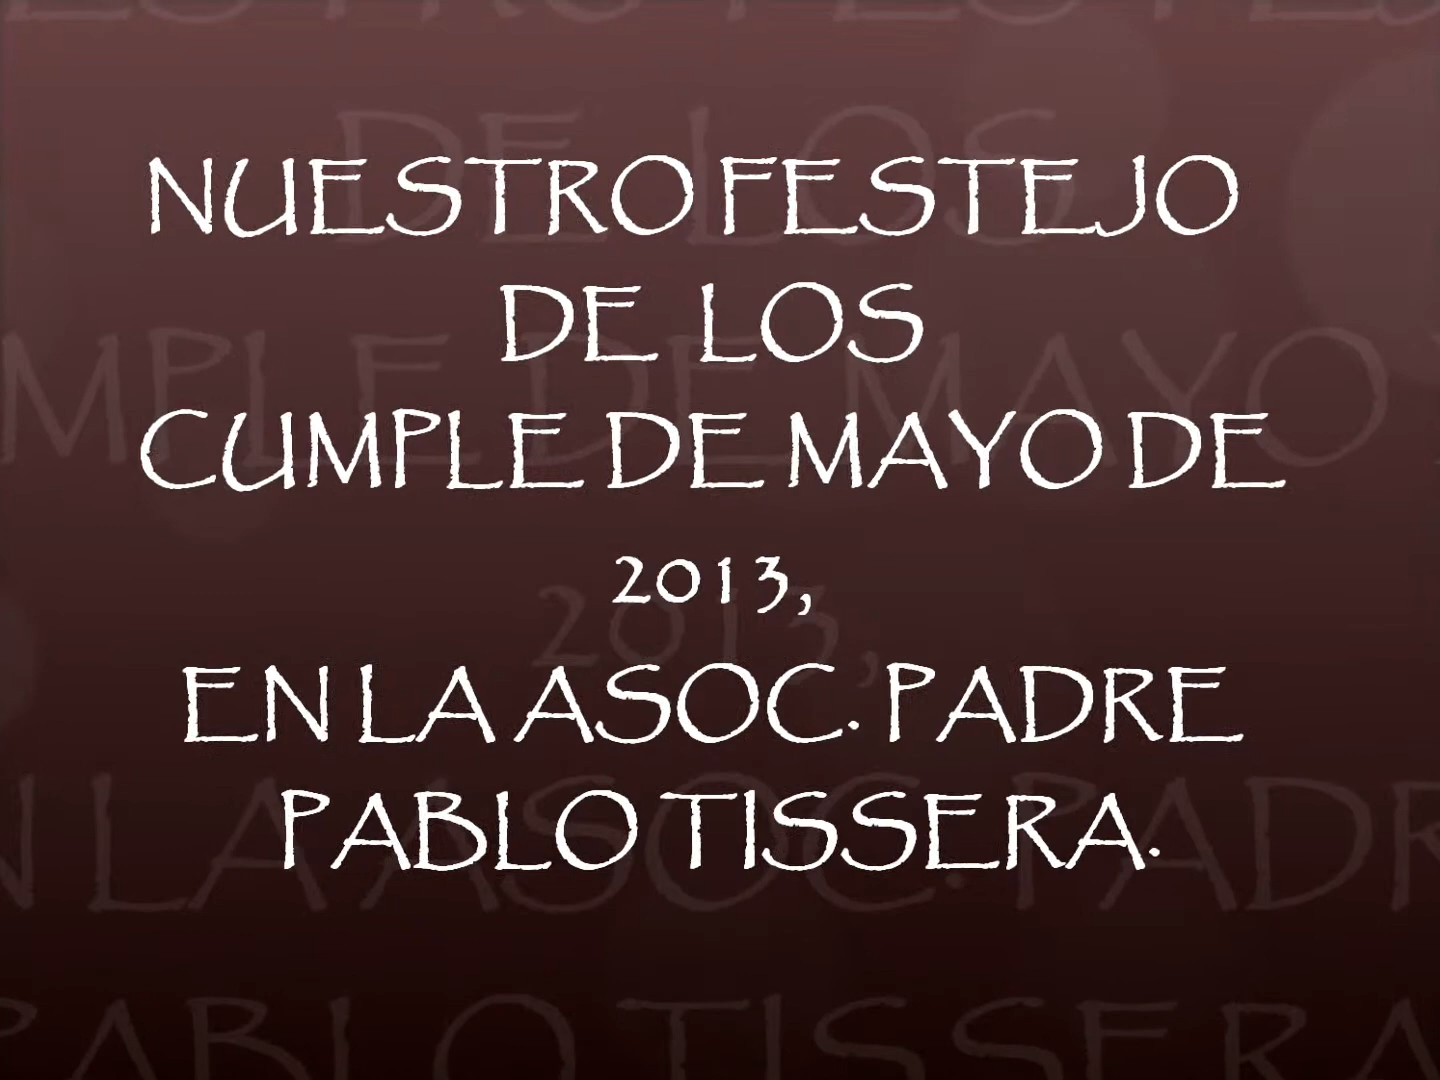 NUESTRO FESTEJO
DE LOS
CUMPLE DE MAYO DE
2013,
EN LA ASOC. PADRE
PABLO TISSERA.